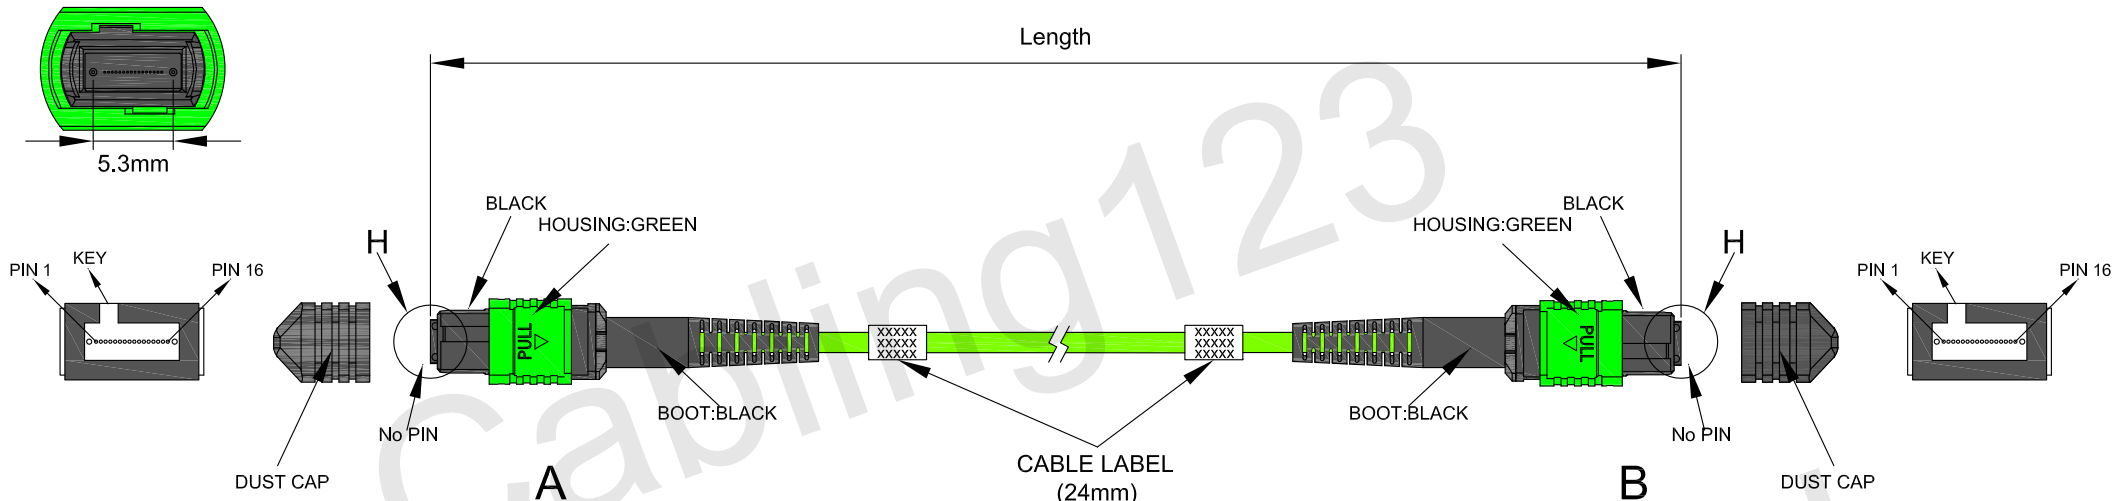 Length
5.3mm
BLACK
HOUSING:GREEN
H
KEY
PIN 1
PIN 16
PULL
XXXXX
XXXXX
XXXXX
No PIN
BOOT:BLACK
DUST CAP
A
CABLE LABEL
(24mm)
BLACK
HOUSING:GREEN
H
KEY
PIN 1
PIN 16
XXXXX
XXXXX
XXXXX
PULL
BOOT:BLACK
No PIN
DUST CAP
B
Cabling123